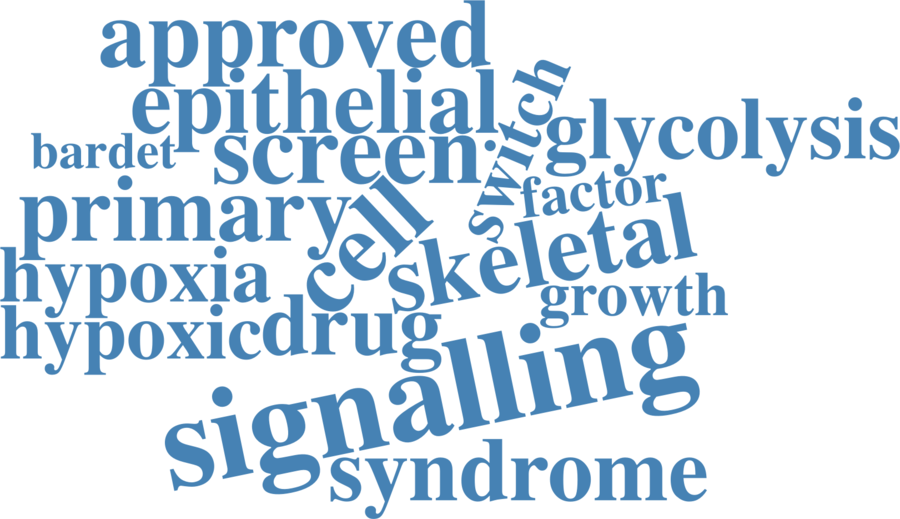 approved
epithelial
switch
glycolysis
bardet
screen
factor
primary
cell
skeletal
hypoxia
growth
hypoxic
drug
signalling
syndrome